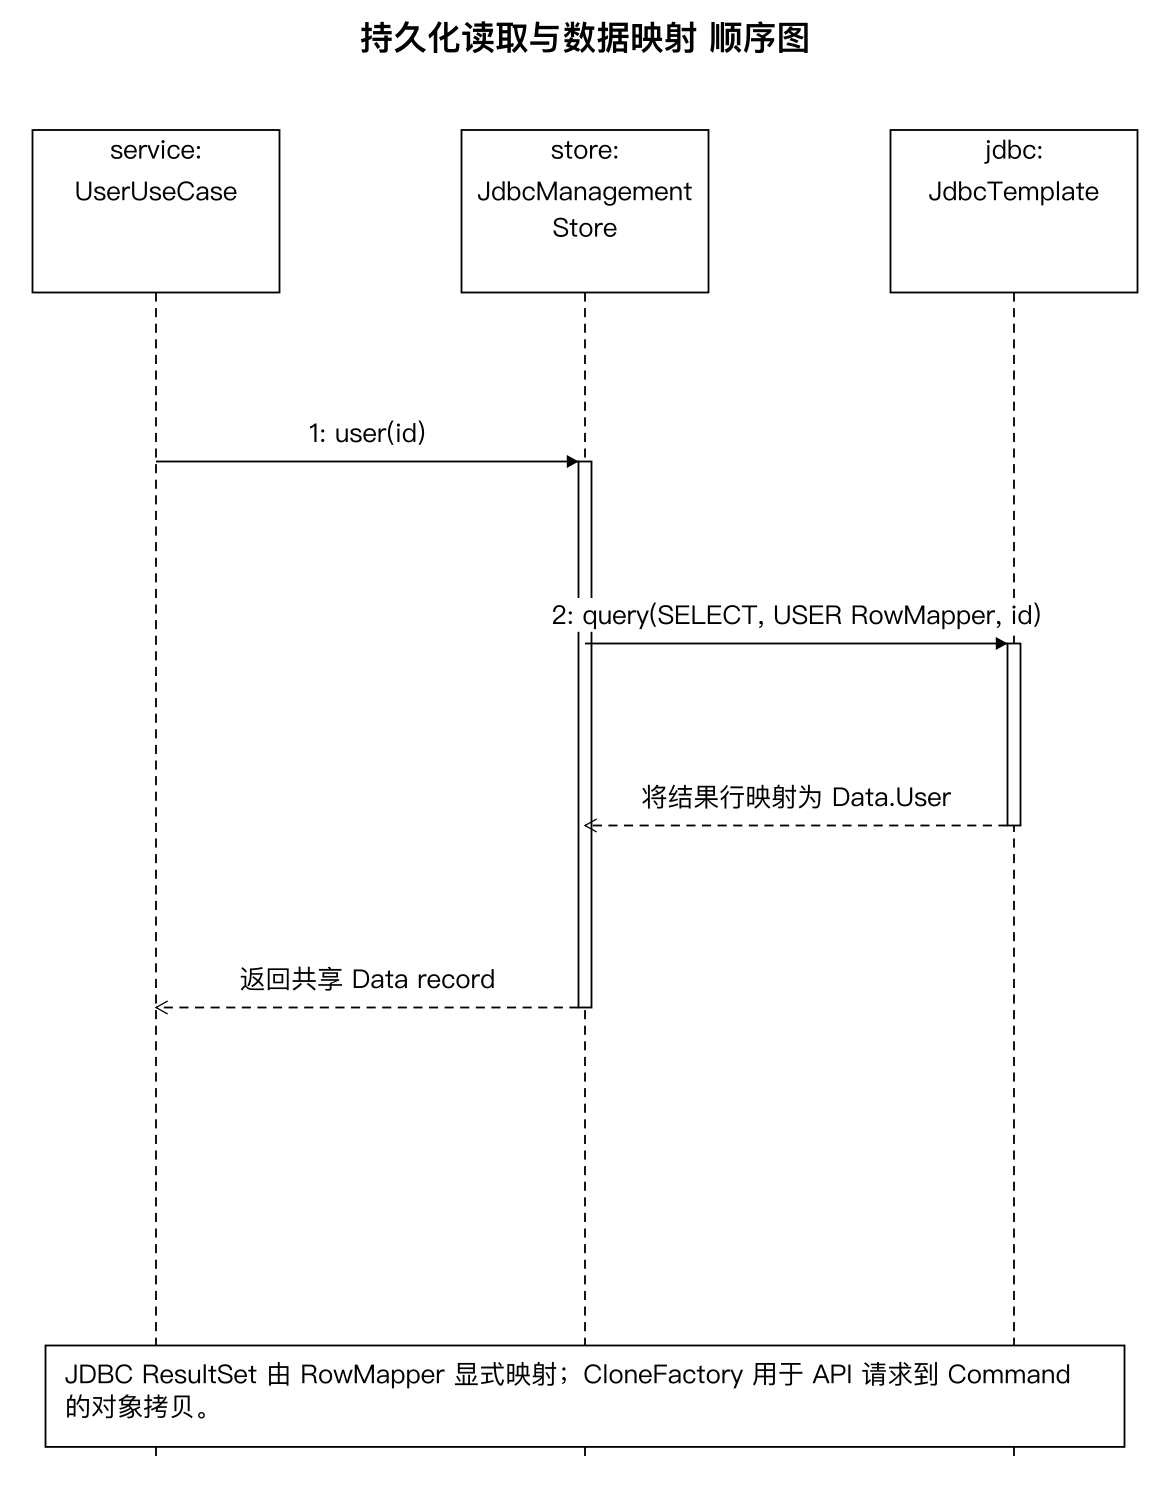 持久化读取与数据映射 顺序图
service:
UserUseCase
store:
JdbcManagement
Store
jdbc:
JdbcTemplate
1: user(id)
2: query(SELECT, USER RowMapper, id)
将结果行映射为 Data.User
返回共享 Data record
JDBC ResultSet 由 RowMapper 显式映射；CloneFactory 用于 API 请求到 Command
的对象拷贝。